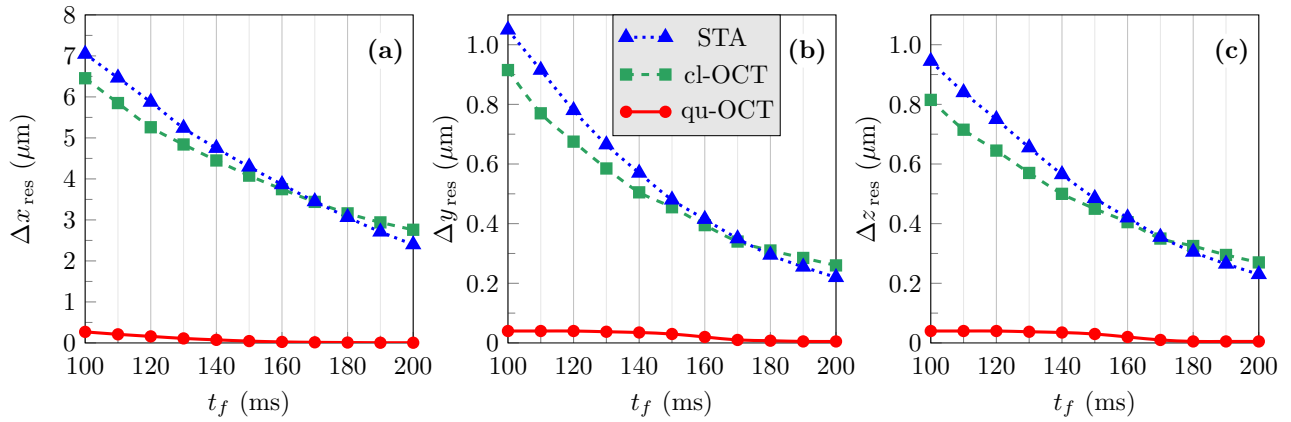 8
7
6
5
4
3
2
1
0
Δx res (μm)
(a)
100 120 140 160 180 200
t_f (ms)
1.0
0.8
0.6
0.4
0.2
0
Δy res (μm)
STA
cl-OCT
qu-OCT
(b)
100 120 140 160 180 200
t_f (ms)
1.0
0.8
0.6
0.4
0.2
0
Δz res (μm)
(c)
100 120 140 160 180 200
t_f (ms)